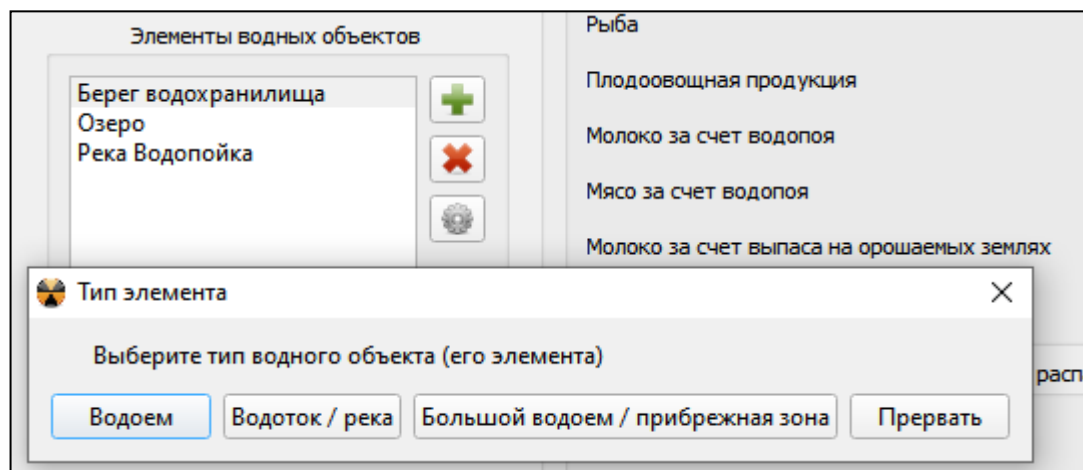 Элементы водных объектов
Берег водохранилища
Озеро
Река Водопойка
Рыба
Плодоовощная продукция
Молоко за счет водопоя
Мясо за счет водопоя
Молоко за счет выпаса на орошаемых землях
Тип элемента
Выберите тип водного объекта (его элемента)
расп
Водоем
Водоток / река
Большой водоем / прибрежная зона
Прервать